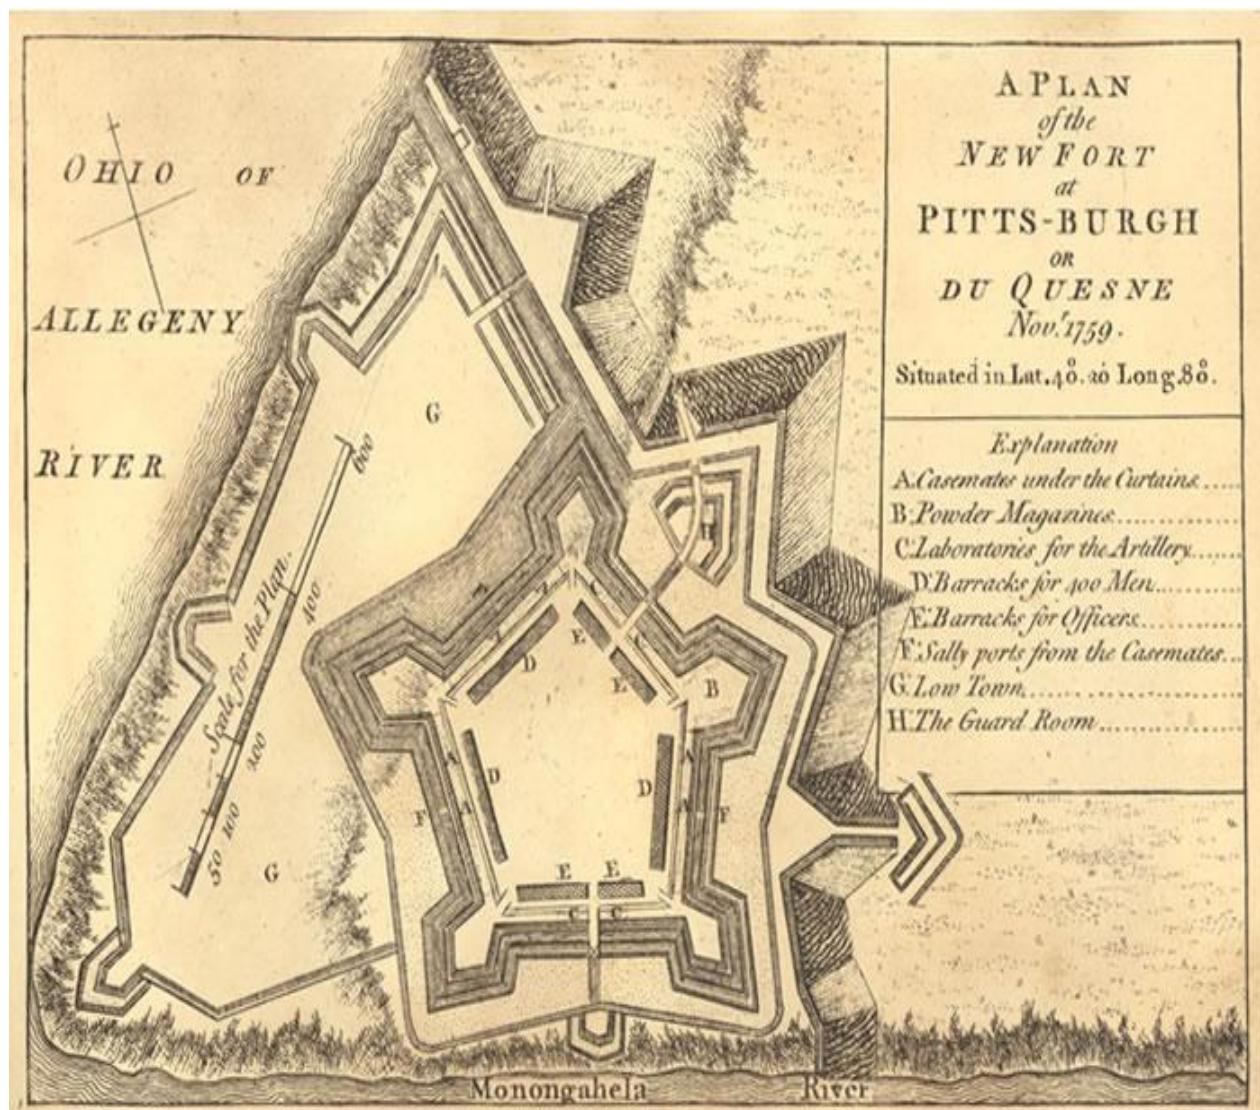 A PLAN
of the
NEW FORT
at
PITTS-BURGH
OR
DU QUESNE
Novr. 1759.
Situated in Lat. 40°. 20 Long. 80°.
Explanation
A. Casemates under the Curtains......
B. Powder Magazines...............
C. Laboratories for the Artillery.......
D. Barracks for 400 Men............
E. Barracks for Officers.............
F. Sally ports from the Casemates....
G. Low Town......................
H. The Guard Room...............
OHIO OF
ALLEGENY
RIVER
Scale for the Plan.
50
100
200
400
600
G
G
H
C
E
E
D
B
A
A
D
D
A
A
F
F
E
E
C
C
Monongahela River